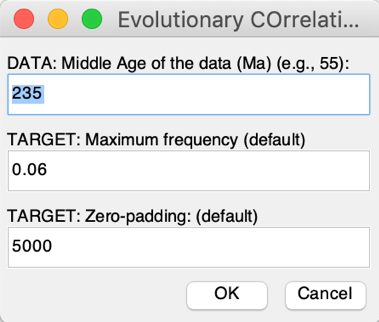 Evolutionary COrrelati...
DATA: Middle Age of the data (Ma) (e.g., 55):
235
TARGET: Maximum frequency (default)
0.06
TARGET: Zero-padding: (default)
5000
OK Cancel